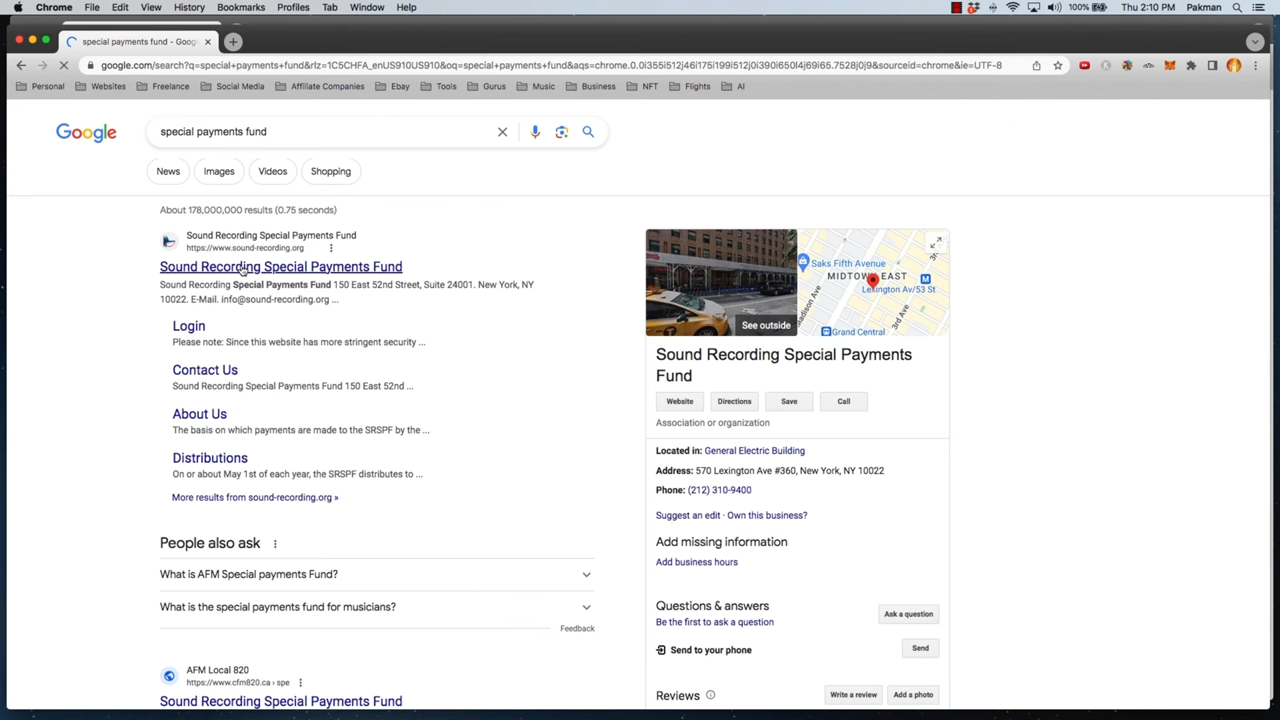 Chrome File Edit View History Bookmarks Profiles Tab Window Help 100% Thu 2:10 PM Pakman
special payments fund - Goog
google.com/search?q=special+payments+fund&rlz=1C5CHFA_enUS910US910&oq=special+payments+fund&aqs=chrome.0.0i355i512j46i175i199i512j0i390i650l4j69i65.7528j0j9&sourceid=chrome&ie=UTF-8
Personal Websites Freelance Social Media Affiliate Companies Ebay Tools Gurus Music Business NFT Flights AI
Google
special payments fund
News Images Videos Shopping
About 178,000,000 results (0.75 seconds)
Sound Recording Special Payments Fund
https://www.sound-recording.org
Sound Recording Special Payments Fund
Sound Recording Special Payments Fund 150 East 52nd Street, Suite 24001. New York, NY
10022. E-Mail. info@sound-recording.org ...
Login
Please note: Since this website has more stringent security ...
Contact Us
Sound Recording Special Payments Fund 150 East 52nd ...
About Us
The basis on which payments are made to the SRSPF by the ...
Distributions
On or about May 1st of each year, the SRSPF distributes to ...
More results from sound-recording.org »
People also ask
What is AFM Special payments Fund?
What is the special payments fund for musicians?
Feedback
AFM Local 820
https://www.cfm820.ca › spe
Sound Recording Special Payments Fund
See outside
Saks Fifth Avenue
MIDTOWN EAST
Lexington Av/53 St
Madison Ave
3rd Ave
Grand Central
Sound Recording Special Payments
Fund
Website Directions Save Call
Association or organization
Located in: General Electric Building
Address: 570 Lexington Ave #360, New York, NY 10022
Phone: (212) 310-9400
Suggest an edit · Own this business?
Add missing information
Add business hours
Questions & answers
Be the first to ask a question
Ask a question
Send to your phone
Send
Reviews
Write a review Add a photo